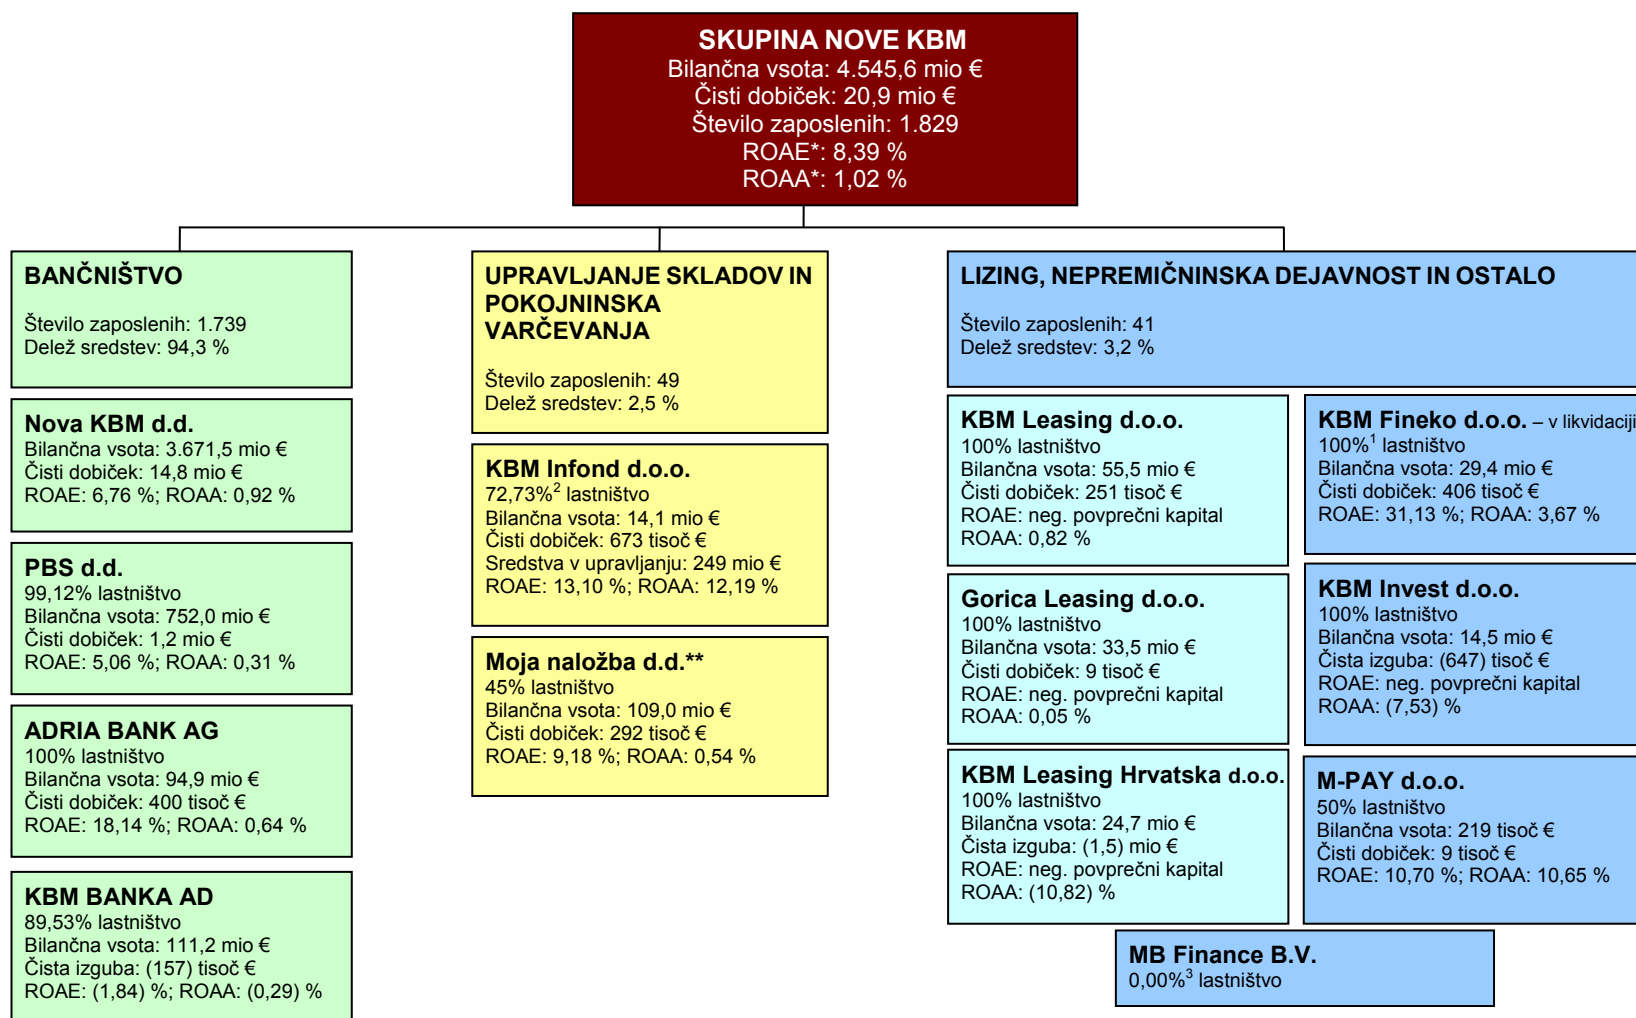 SKUPINA NOVE KBM
Bilančna vsota: 4.545,6 mio €
Čisti dobiček: 20,9 mio €
Število zaposlenih: 1.829
ROAE*: 8,39 %
ROAA*: 1,02 %
BANČNIŠTVO
Število zaposlenih: 1.739
Delež sredstev: 94,3 %
Nova KBM d.d.
Bilančna vsota: 3.671,5 mio €
Čisti dobiček: 14,8 mio €
ROAE: 6,76 %; ROAA: 0,92 %
PBS d.d.
99,12% lastništvo
Bilančna vsota: 752,0 mio €
Čisti dobiček: 1,2 mio €
ROAE: 5,06 %; ROAA: 0,31 %
ADRIA BANK AG
100% lastništvo
Bilančna vsota: 94,9 mio €
Čisti dobiček: 400 tisoč €
ROAE: 18,14 %; ROAA: 0,64 %
KBM BANKA AD
89,53% lastništvo
Bilančna vsota: 111,2 mio €
Čista izguba: (157) tisoč €
ROAE: (1,84) %; ROAA: (0,29) %
UPRAVLJANJE SKLADOV IN
POKOJNINSKA
VARČEVANJA
Število zaposlenih: 49
Delež sredstev: 2,5 %
KBM Infond d.o.o.
72,73%² lastništvo
Bilančna vsota: 14,1 mio €
Čisti dobiček: 673 tisoč €
Sredstva v upravljanju: 249 mio €
ROAE: 13,10 %; ROAA: 12,19 %
Moja naložba d.d.**
45% lastništvo
Bilančna vsota: 109,0 mio €
Čisti dobiček: 292 tisoč €
ROAE: 9,18 %; ROAA: 0,54 %
LIZING, NEPREMIČNINSKA DEJAVNOST IN OSTALO
Število zaposlenih: 41
Delež sredstev: 3,2 %
KBM Leasing d.o.o.
100% lastništvo
Bilančna vsota: 55,5 mio €
Čisti dobiček: 251 tisoč €
ROAE: neg. povprečni kapital
ROAA: 0,82 %
Gorica Leasing d.o.o.
100% lastništvo
Bilančna vsota: 33,5 mio €
Čisti dobiček: 9 tisoč €
ROAE: neg. povprečni kapital
ROAA: 0,05 %
KBM Leasing Hrvatska d.o.o.
100% lastništvo
Bilančna vsota: 24,7 mio €
Čista izguba: (1,5) mio €
ROAE: neg. povprečni kapital
ROAA: (10,82) %
KBM Fineko d.o.o. – v likvidaciji
100%¹ lastništvo
Bilančna vsota: 29,4 mio €
Čisti dobiček: 406 tisoč €
ROAE: 31,13 %; ROAA: 3,67 %
KBM Invest d.o.o.
100% lastništvo
Bilančna vsota: 14,5 mio €
Čista izguba: (647) tisoč €
ROAE: neg. povprečni kapital
ROAA: (7,53) %
M-PAY d.o.o.
50% lastništvo
Bilančna vsota: 219 tisoč €
Čisti dobiček: 9 tisoč €
ROAE: 10,70 %; ROAA: 10,65 %
MB Finance B.V.
0,00%³ lastništvo